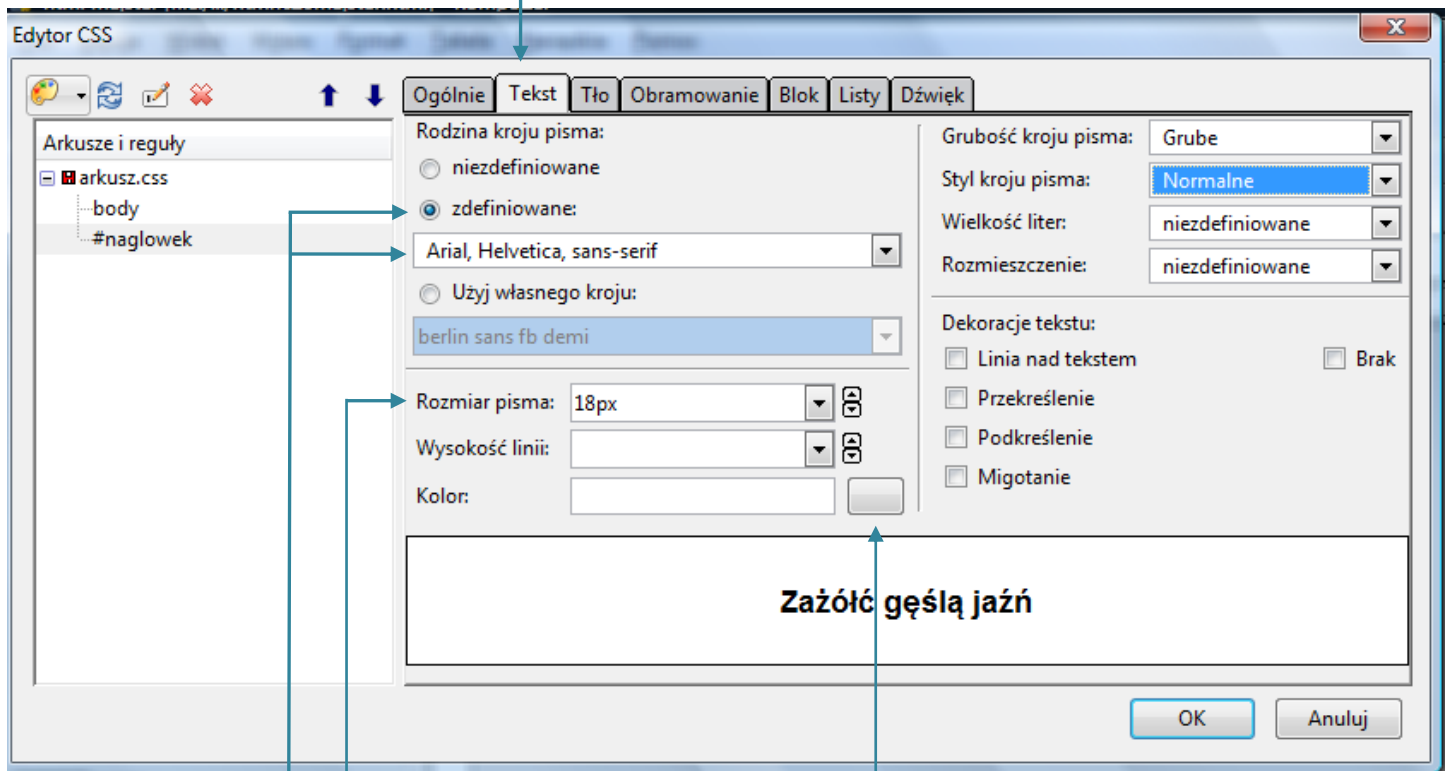 Edytor CSS
Ogólnie Tekst Tło Obramowanie Blok Listy Dźwięk
Arkusze i reguły
arkusz.css
body
#naglowek
Rodzina kroju pisma:
niezdefiniowane
zdefiniowane:
Arial, Helvetica, sans-serif
Użyj własnego kroju:
berlin sans fb demi
Rozmiar pisma: 18px
Wysokość linii:
Kolor:
Grubość kroju pisma: Grube
Styl kroju pisma: Normalne
Wielkość liter: niezdefiniowane
Rozmieszczenie: niezdefiniowane
Dekoracje tekstu:
Linia nad tekstem Brak
Przekreślenie
Podkreślenie
Migotanie
Zażółć gęślą jaźń
OK Anuluj